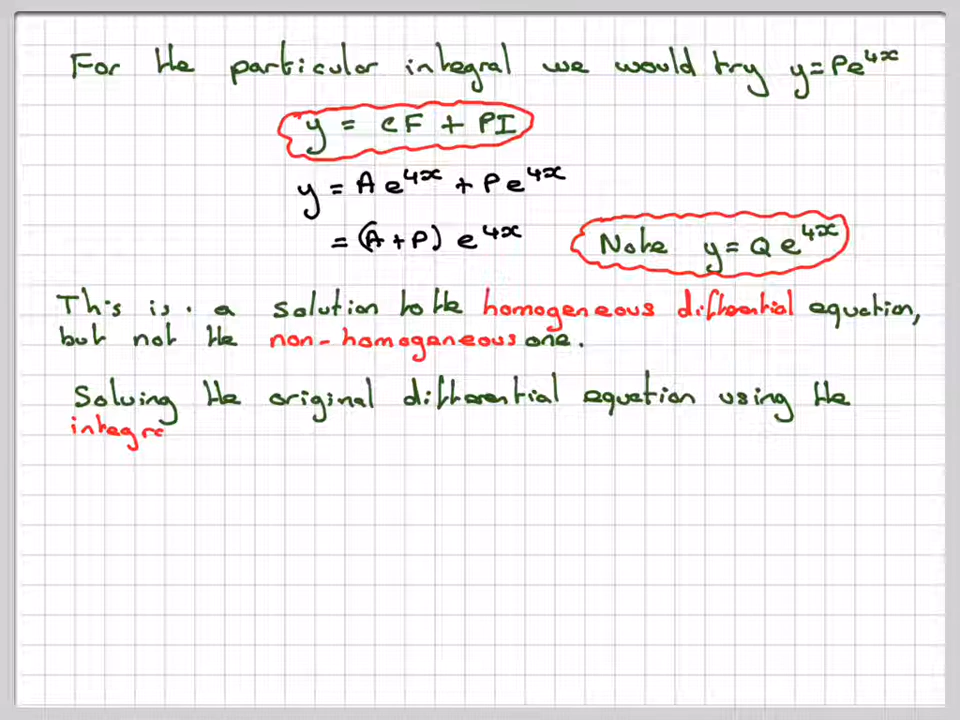 For the particular integral we would try y=Pe^4x
y = CF + PI
y = Ae^4x + Pe^4x
= (A+P) e^4x
Note y = Qe^4x
This is . a solution to the homogeneous differential equation,
but not the non-homogeneous one.
Solving the original differential equation using the
integra